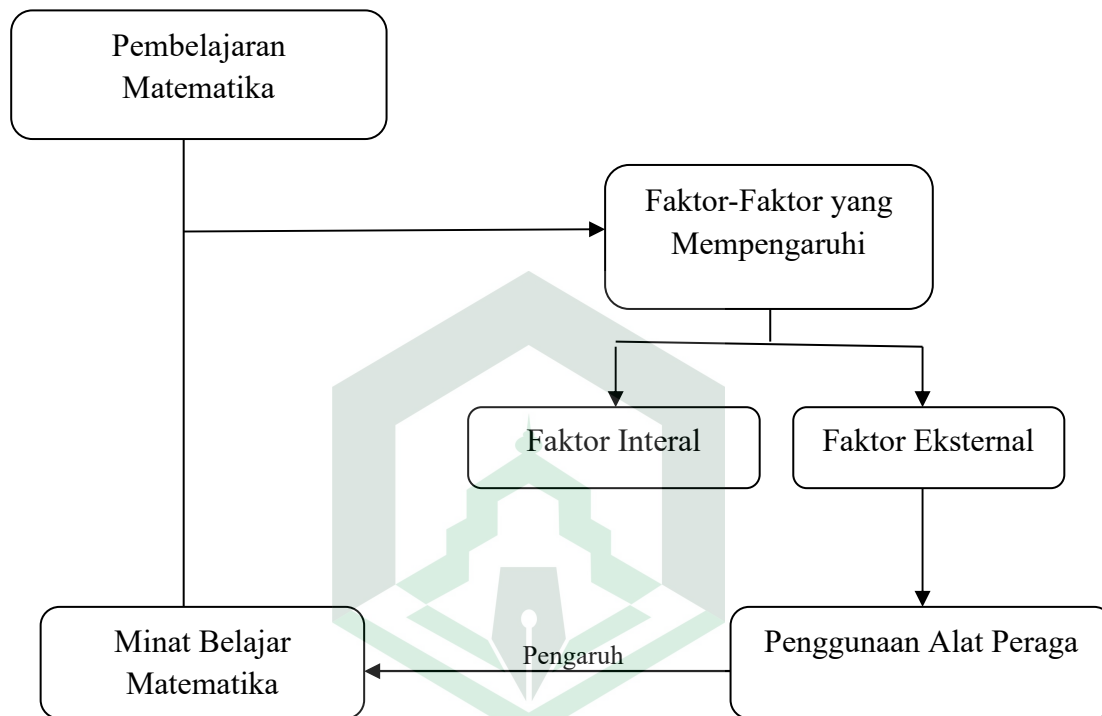 Pembelajaran
Matematika
Faktor-Faktor yang
Mempengaruhi
Faktor Interal
Faktor Eksternal
Minat Belajar
Matematika
Pengaruh
Penggunaan Alat Peraga